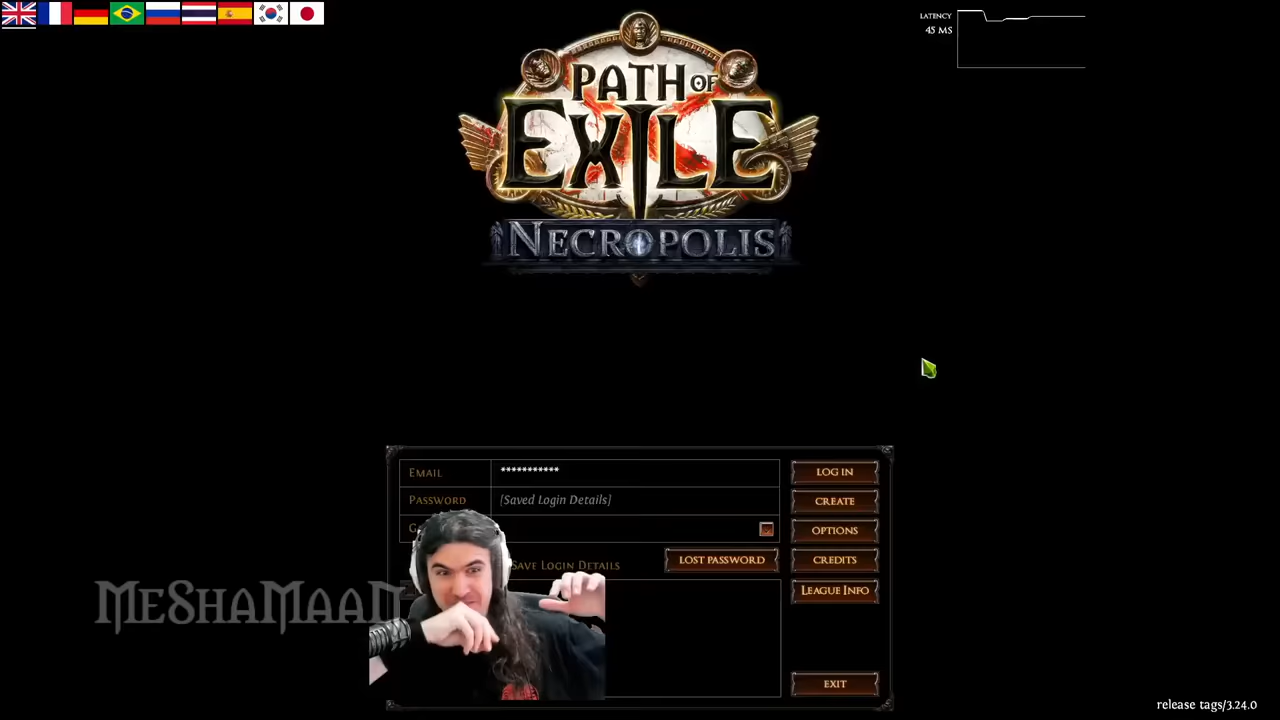 LATENCY
45 MS
PATH OF
EXILE
NECROPOLIS
EMAIL
***********
LOG IN
PASSWORD
[Saved Login Details]
CREATE
OPTIONS
SAVE LOGIN DETAILS
LOST PASSWORD
CREDITS
LEAGUE INFO
MESHAMAAN
EXIT
release tags/3.24.0